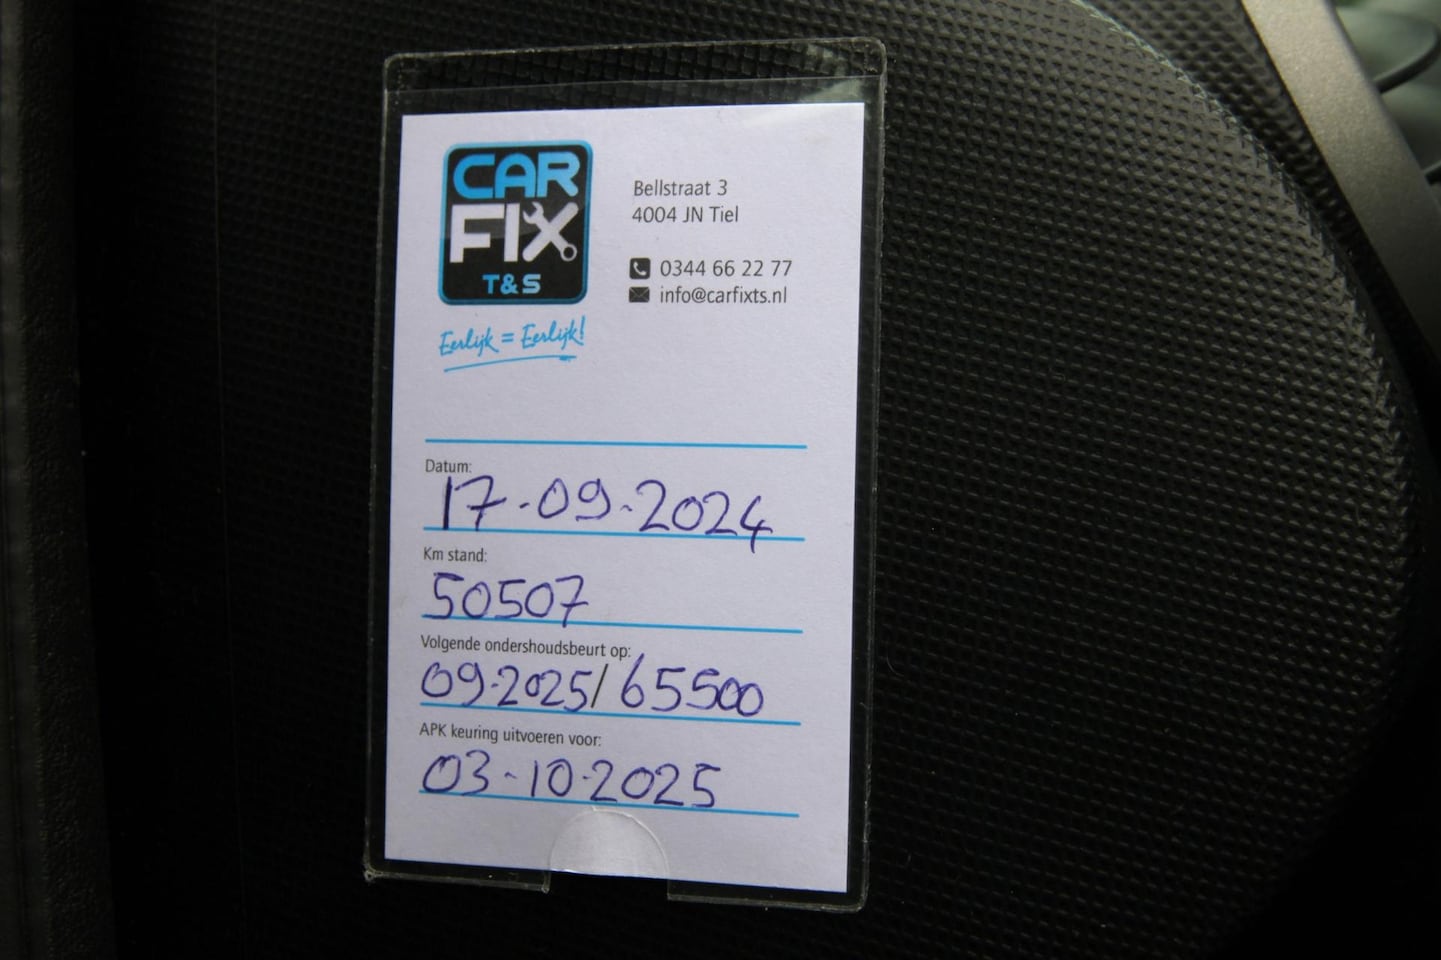 CAR
FIX
T&S
Eerlijk = Eerlijk!
Bellstraat 3
4004 JN Tiel
0344 66 22 77
info@carfixts.nl
Datum:
17-09-2024
Km stand:
50507
Volgende ondershoudsbeurt op:
09-2025/65500
APK keuring uitvoeren voor:
03-10-2025